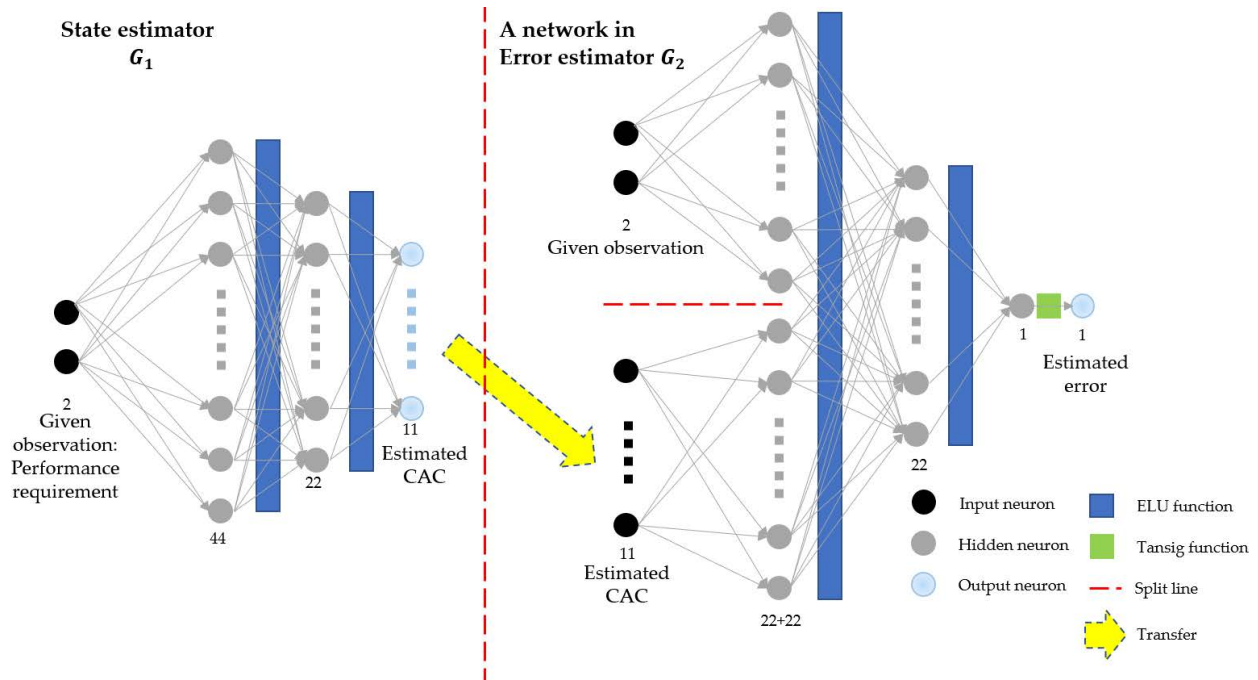 State estimator
G₁
2
Given
observation:
Performance
requirement
44
22
11
Estimated
CAC
A network in
Error estimator G₂
2
Given observation
11
Estimated
CAC
22+22
22
1
1
Estimated
error
Input neuron
Hidden neuron
Output neuron
ELU function
Tansig function
Split line
Transfer